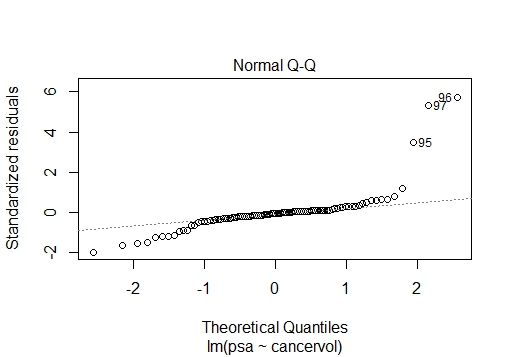 Normal Q-Q
Standardized residuals
6
4
2
0
-2
96
97
95
-2 -1 0 1 2
Theoretical Quantiles
lm(psa ~ cancervol)